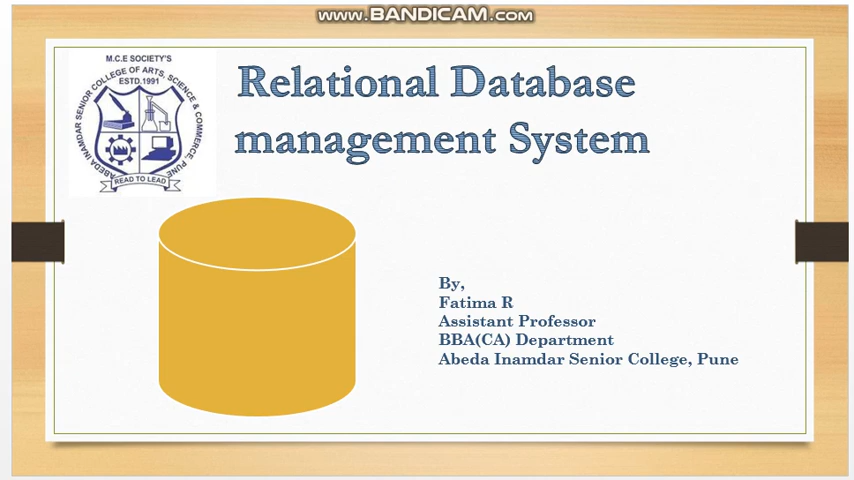 www.BANDICAM.com
M.C.E SOCIETY'S
ABEDA INAMDAR SENIOR COLLEGE OF ARTS, SCIENCE & COMMERCE, PUNE
ESTD.1991
READ TO LEAD
Relational Database
management System
By,
Fatima R
Assistant Professor
BBA(CA) Department
Abeda Inamdar Senior College, Pune